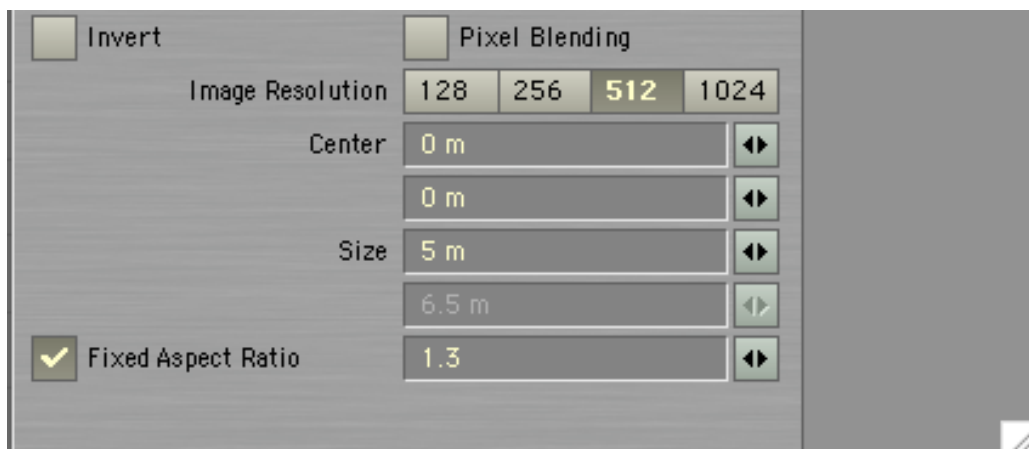 Invert Pixel Blending
Image Resolution 128 256 512 1024
Center 0 m
0 m
Size 5 m
6.5 m
Fixed Aspect Ratio 1.3